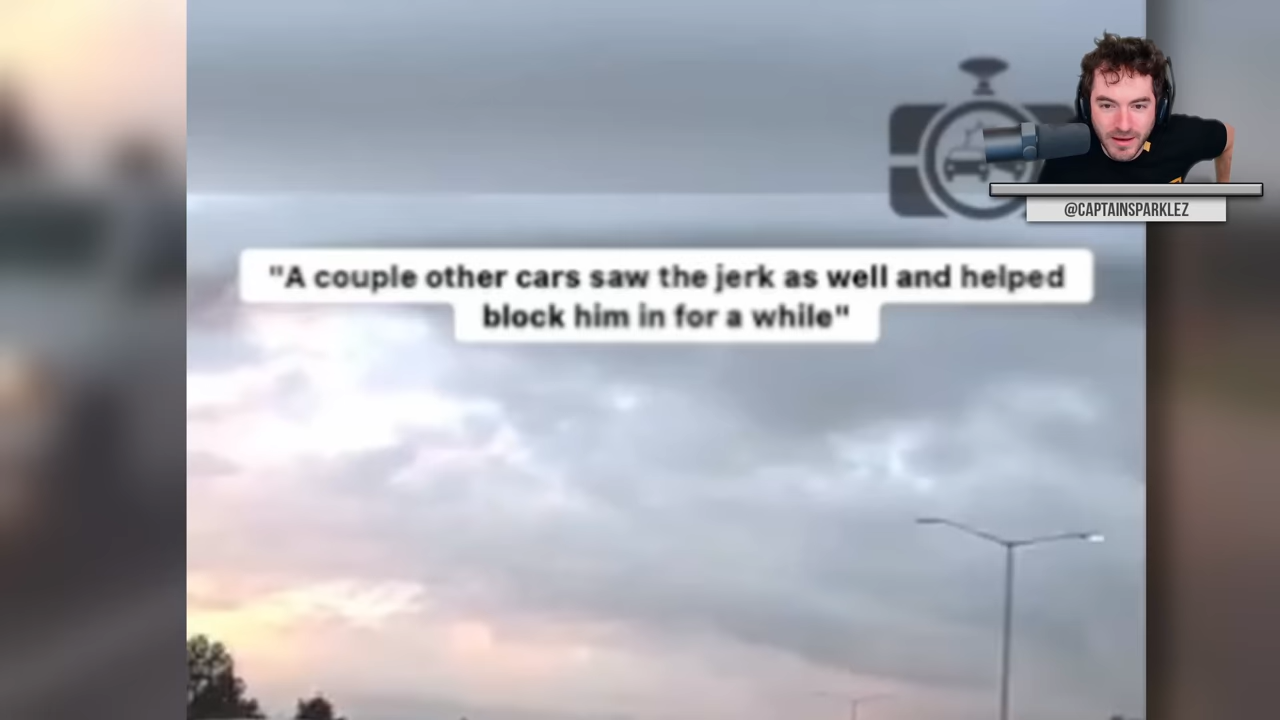 @CAPTAINSPARKLEZ
"A couple other cars saw the jerk as well and helped
block him in for a while"